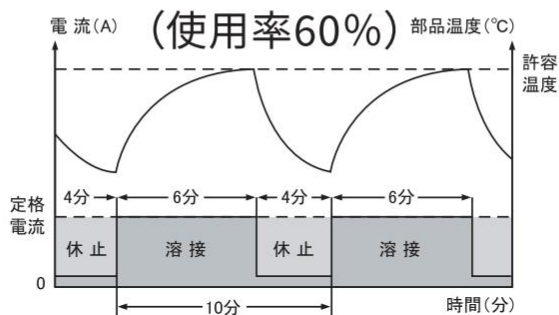 電 流(A)
(使用率60%)
部品温度(℃)
許容
温度
4分
6分
4分
6分
定格
電流
休 止
溶 接
休 止
溶 接
0
10分
時間(分)